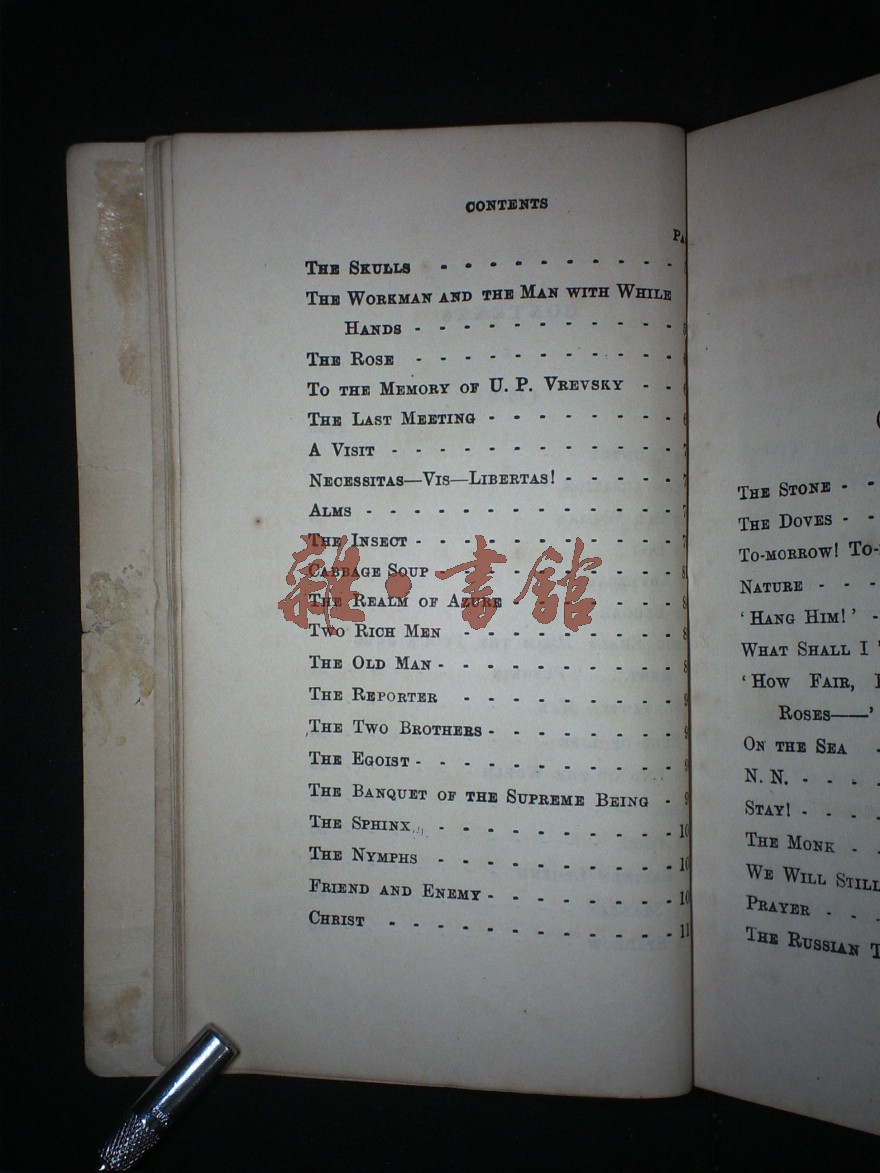 CONTENTS
THE SKULLS - - - - - - - - - -
THE WORKMAN AND THE MAN WITH WHILE
HANDS - - - - - - - - - - -
THE ROSE - - - - - - - - - - -
TO THE MEMORY OF U. P. VREVSKY - -
THE LAST MEETING - - - - - - - - -
A VISIT - - - - - - - - - - - -
NECESSITAS—VIS—LIBERTAS! - - - - -
ALMS - - - - - - - - - - - - -
THE INSECT - - - - - - - - - - -
CABBAGE SOUP - - - - - - - - - -
THE REALM OF AZURE - - - - - - -
TWO RICH MEN - - - - - - - - -
THE OLD MAN - - - - - - - - - -
THE REPORTER - - - - - - - - -
THE TWO BROTHERS - - - - - - - -
THE EGOIST - - - - - - - - - - -
THE BANQUET OF THE SUPREME BEING -
THE SPHINX - - - - - - - - - -
THE NYMPHS - - - - - - - - - -
FRIEND AND ENEMY - - - - - - - -
CHRIST - - - - - - - - - - - -
雜·書館
THE STONE - -
THE DOVES - -
TO-MORROW!
NATURE - - -
'HANG HIM!' -
WHAT SHALL I
'HOW FAIR,
ROSES——'
ON THE SEA -
N. N. - - - -
STAY! - - - -
THE MONK - -
WE WILL STILL
PRAYER - - -
THE RUSSIAN